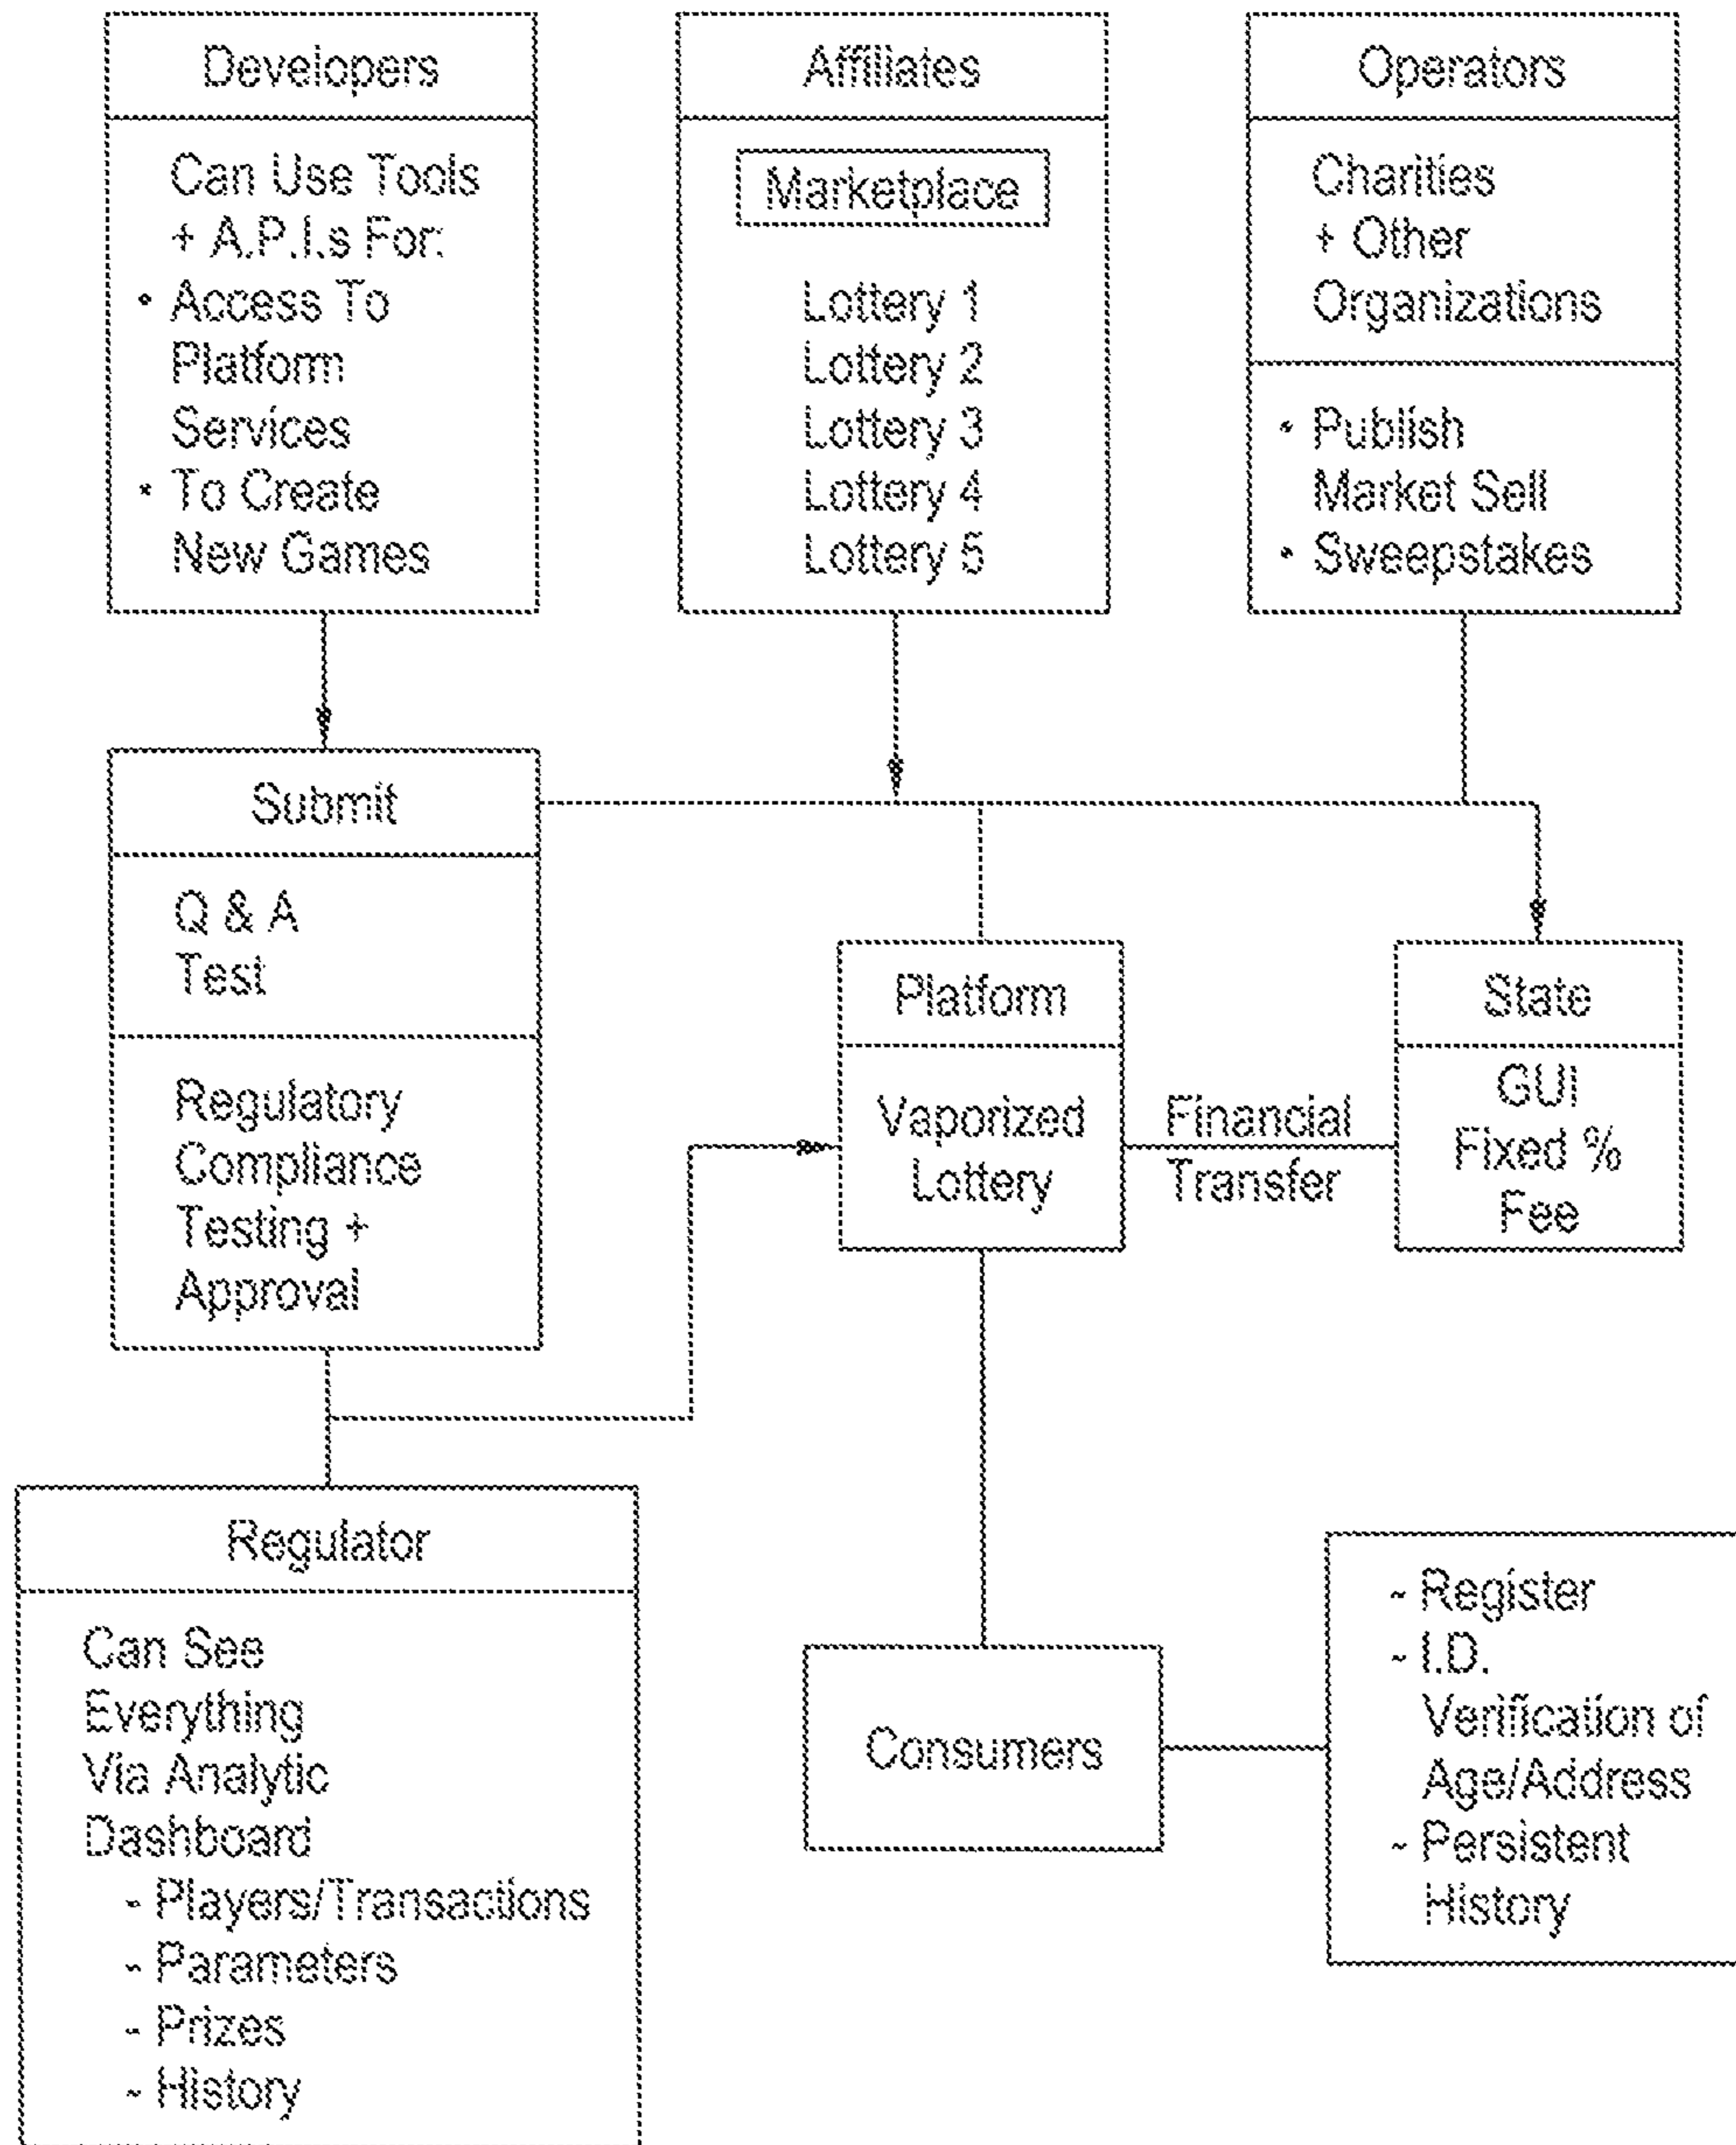 Developers
Can Use Tools
+ A.P.I.s For:
• Access To
Platform
Services
• To Create
New Games
Affiliates
Marketplace
Lottery 1
Lottery 2
Lottery 3
Lottery 4
Lottery 5
Operators
Charities
+ Other
Organizations
• Publish
Market Sell
• Sweepstakes
Submit
Q & A
Test
Regulatory
Compliance
Testing +
Approval
Platform
Vaporized
Lottery
Financial
Transfer
State
GUI
Fixed %
Fee
Regulator
Can See
Everything
Via Analytic
Dashboard
- Players/Transactions
- Parameters
- Prizes
- History
Consumers
- Register
- I.D.
Verification of
Age/Address
- Persistent
History